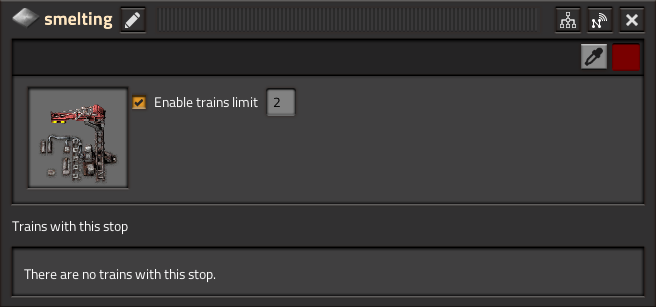 smelting
Enable trains limit 2
Trains with this stop
There are no trains with this stop.